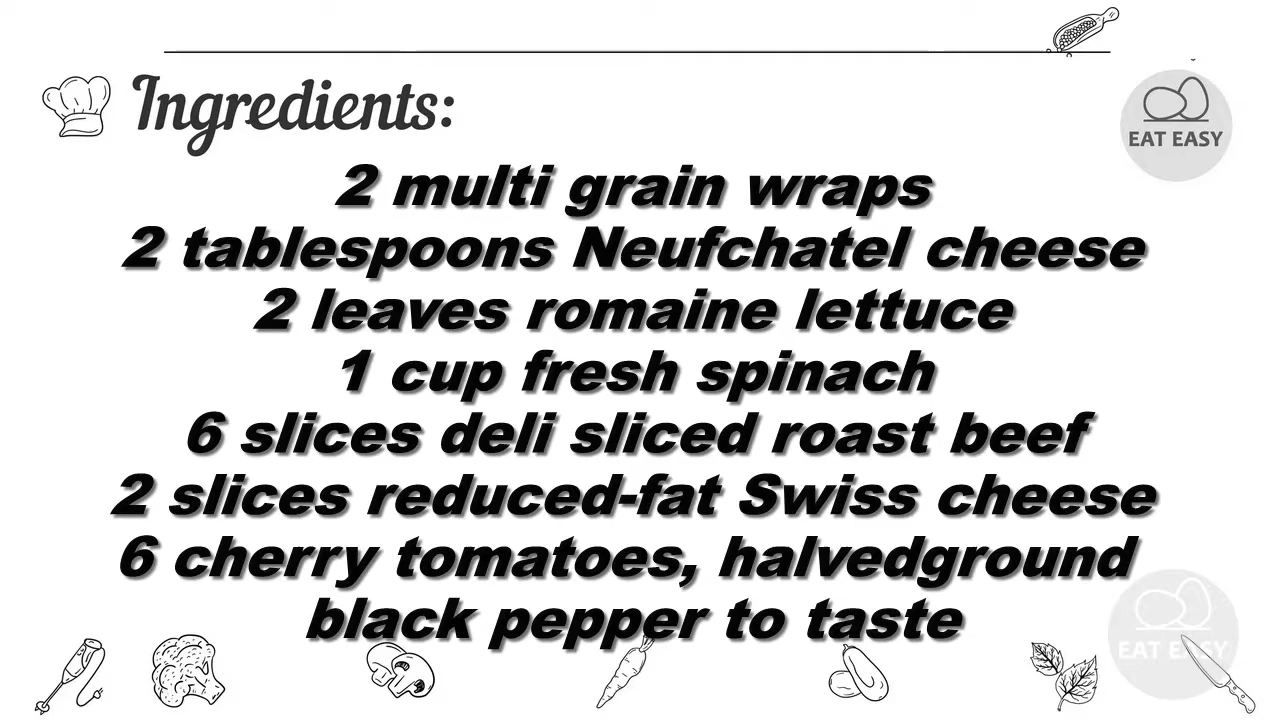 Ingredients:
EAT EASY
2 multi grain wraps
2 tablespoons Neufchatel cheese
2 leaves romaine lettuce
1 cup fresh spinach
6 slices deli sliced roast beef
2 slices reduced-fat Swiss cheese
6 cherry tomatoes, halvedground
black pepper to taste
EAT EASY